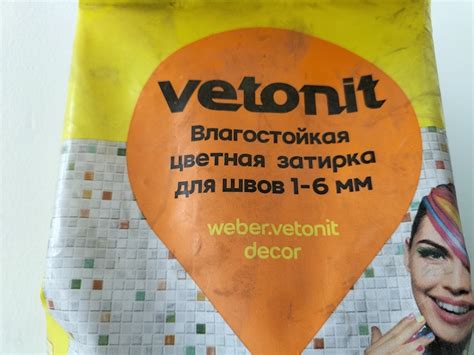 vetonit
Влагостойкая
цветная затирка
для швов 1-6 мм
weber.vetonit
decor